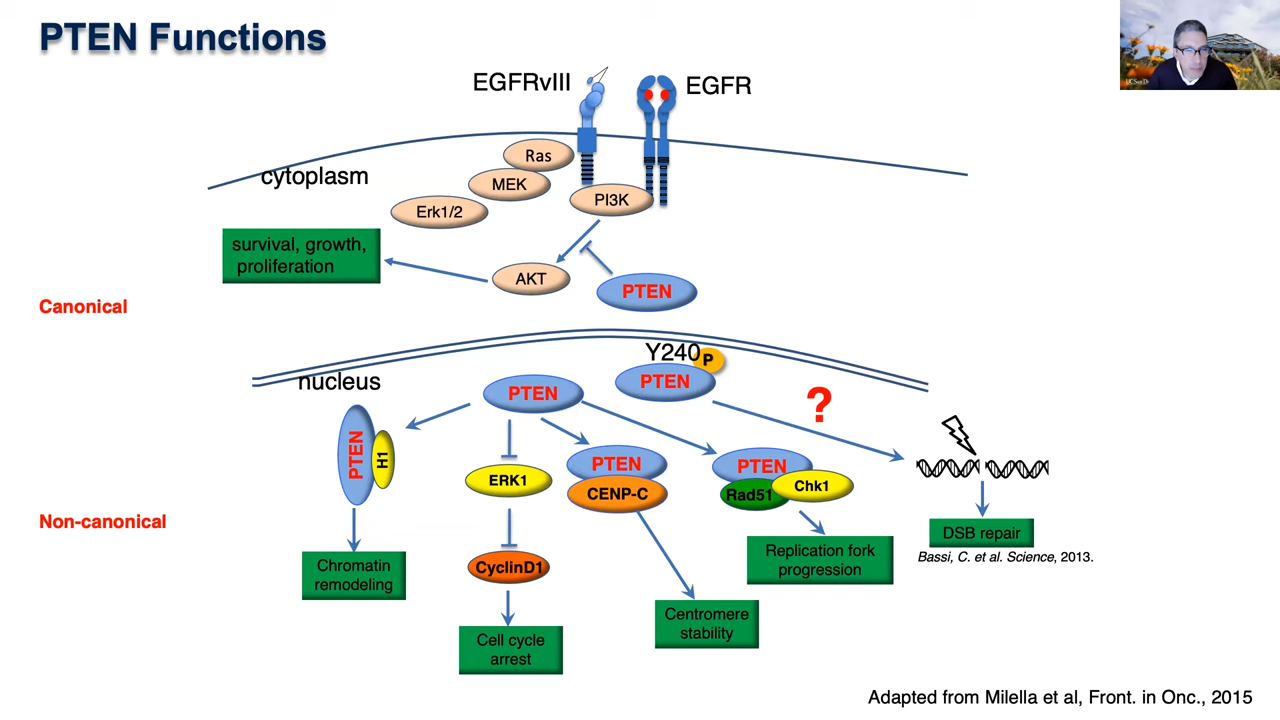 PTEN Functions
EGFRvIII
EGFR
Ras
cytoplasm
MEK
PI3K
Erk1/2
survival, growth,
proliferation
AKT
PTEN
Canonical
Y240
P
nucleus
PTEN
PTEN
?
PTEN
H1
PTEN
PTEN
ERK1
CENP-C
Rad51
Chk1
DSB repair
Bassi, C. et al. Science, 2013.
Non-canonical
Replication fork
progression
CyclinD1
Chromatin
remodeling
Centromere
stability
Cell cycle
arrest
Adapted from Milella et al, Front. in Onc., 2015